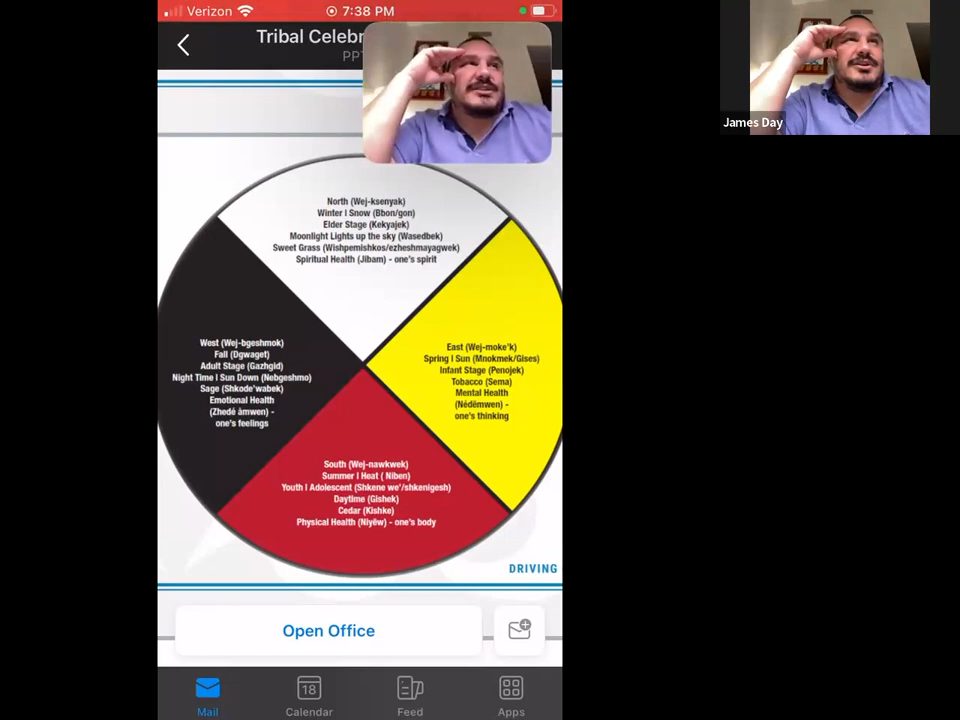 Verizon
7:38 PM
Tribal Celebr
PPT
James Day
North (Wej-ksenyak)
Winter | Snow (Bbon/gon)
Elder Stage (Kekyajek)
Moonlight Lights up the sky (Wasedbek)
Sweet Grass (Wishpemishkos/ezheshmayagwek)
Spiritual Health (Jibam) - one's spirit
West (Wej-bgeshmok)
Fall (Dgwaget)
Adult Stage (Gazhgid)
Night Time | Sun Down (Nebgeshmo)
Sage (Shkode'wabek)
Emotional Health
(Zhedé àmwen) -
one's feelings
East (Wej-moke'k)
Spring | Sun (Mnokmek/Gises)
Infant Stage (Penojek)
Tobacco (Sema)
Mental Health
(Nédëmwen) -
one's thinking
South (Wej-nawkwek)
Summer | Heat ( Niben)
Youth | Adolescent (Shkene we'/shkenigesh)
Daytime (Gishek)
Cedar (Kishke)
Physical Health (Niyêw) - one's body
DRIVING
Open Office
18
Mail
Calendar
Feed
Apps